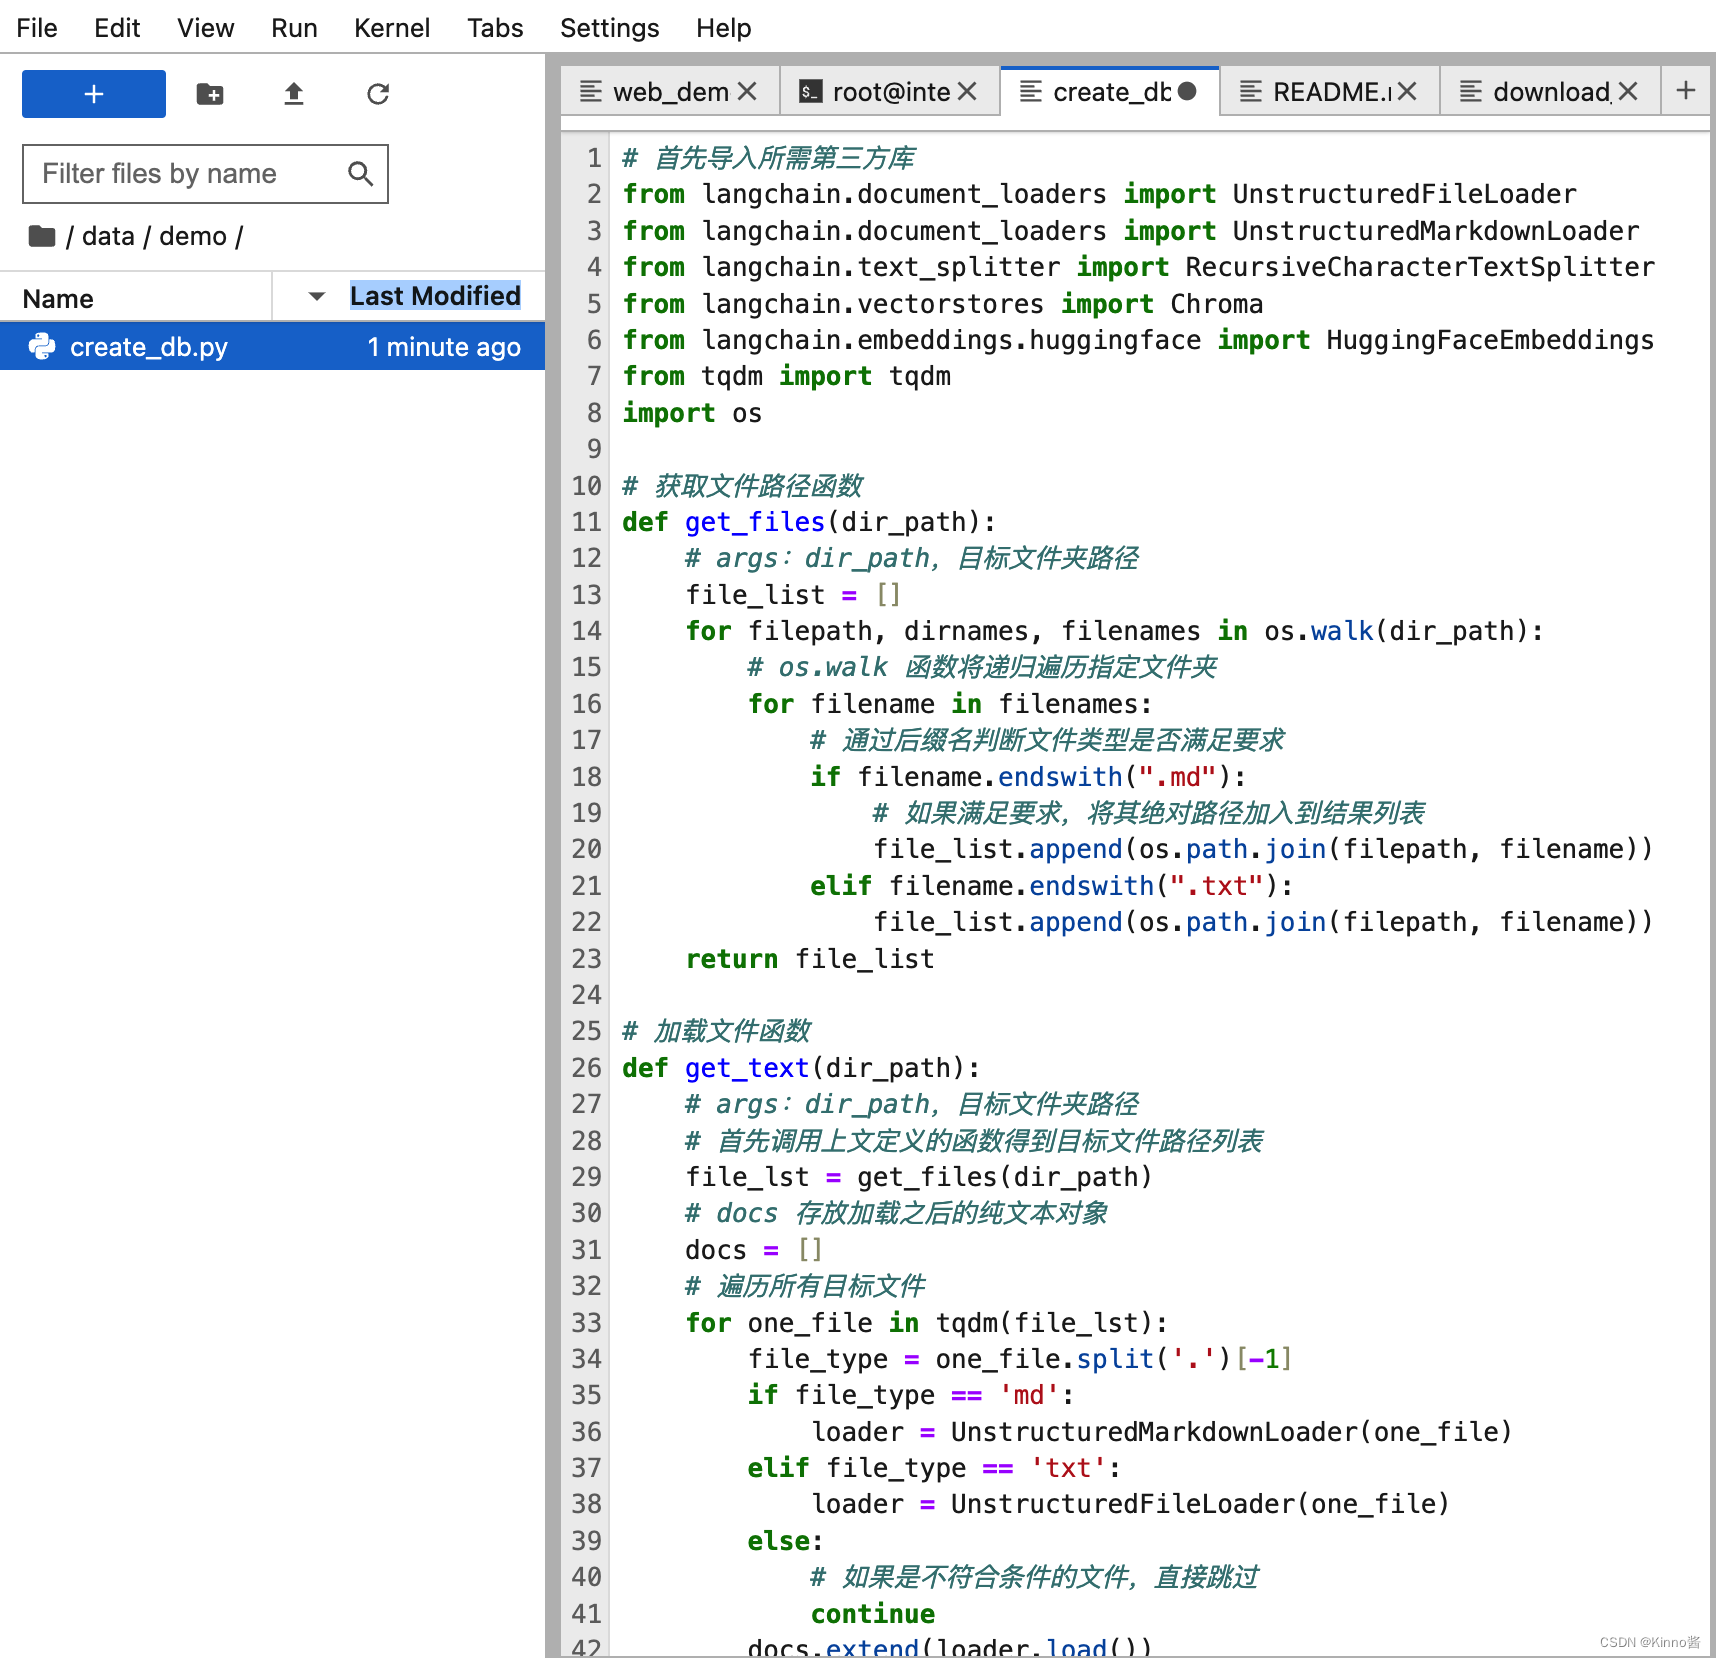 File Edit View Run Kernel Tabs Settings Help
+
Filter files by name
/ data / demo /
Name Last Modified
create_db.py 1 minute ago
web_dem root@inte create_db README. download +
1 # 首先导入所需第三方库
2 from langchain.document_loaders import UnstructuredFileLoader
3 from langchain.document_loaders import UnstructuredMarkdownLoader
4 from langchain.text_splitter import RecursiveCharacterTextSplitter
5 from langchain.vectorstores import Chroma
6 from langchain.embeddings.huggingface import HuggingFaceEmbeddings
7 from tqdm import tqdm
8 import os
9
10 # 获取文件路径函数
11 def get_files(dir_path):
12     # args：dir_path，目标文件夹路径
13     file_list = []
14     for filepath, dirnames, filenames in os.walk(dir_path):
15         # os.walk 函数将递归遍历指定文件夹
16         for filename in filenames:
17             # 通过后缀名判断文件类型是否满足要求
18             if filename.endswith(".md"):
19                 # 如果满足要求，将其绝对路径加入到结果列表
20                 file_list.append(os.path.join(filepath, filename))
21             elif filename.endswith(".txt"):
22                 file_list.append(os.path.join(filepath, filename))
23     return file_list
24
25 # 加载文件函数
26 def get_text(dir_path):
27     # args：dir_path，目标文件夹路径
28     # 首先调用上文定义的函数得到目标文件路径列表
29     file_lst = get_files(dir_path)
30     # docs 存放加载之后的纯文本对象
31     docs = []
32     # 遍历所有目标文件
33     for one_file in tqdm(file_lst):
34         file_type = one_file.split('.')[-1]
35         if file_type == 'md':
36             loader = UnstructuredMarkdownLoader(one_file)
37         elif file_type == 'txt':
38             loader = UnstructuredFileLoader(one_file)
39         else:
40             # 如果是不符合条件的文件，直接跳过
41             continue
42         docs.extend(loader.load())
CSDN @Kinno酱